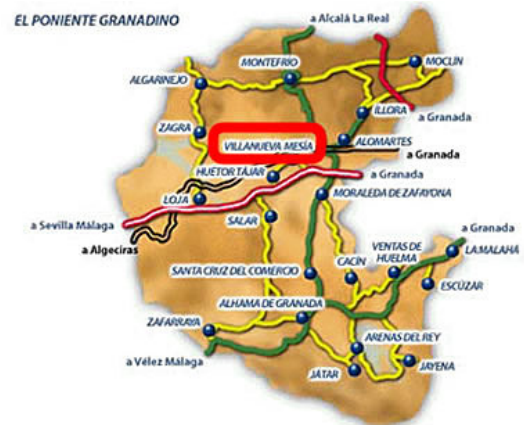 EL PONIENTE GRANADINO
a Alcalá La Real
MONTEFRÍO
MOCLÍN
ALGARINEJO
ILLORA
a Granada
ZAGRA
VILLANUEVA MESÍA
ALOMARTES
a Granada
HUETOR TÁJAR
a Granada
MORALEDA DE ZAFAYONA
LOJA
a Sevilla Málaga
SALAR
a Granada
a Algeciras
VENTAS DE
HUELMA
LA MALAHÁ
SANTA CRUZ DEL COMERCIO
CACÍN
ESCÚZAR
ALHAMA DE GRANADA
ZAFARRAYA
ARENAS DEL REY
a Vélez Málaga
JÁTAR
JAYENA